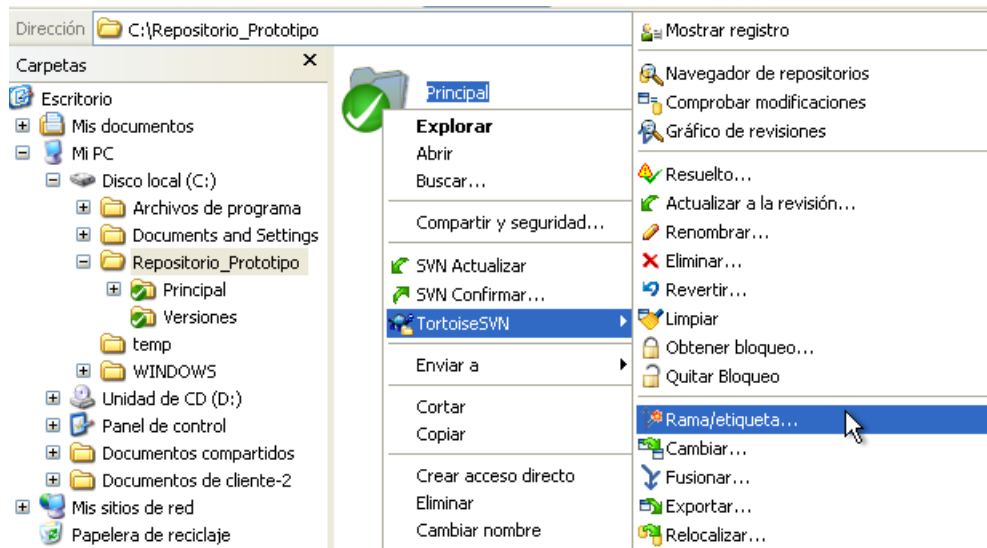 Dirección C:\Repositorio_Prototipo
Carpetas
Escritorio
Mis documentos
Mi PC
Disco local (C:)
Archivos de programa
Documents and Settings
Repositorio_Prototipo
Principal
Versiones
temp
WINDOWS
Unidad de CD (D:)
Panel de control
Documentos compartidos
Documentos de cliente-2
Mis sitios de red
Papelera de reciclaje
Principal
Explorar
Abrir
Buscar...
Compartir y seguridad...
SVN Actualizar
SVN Confirmar...
TortoiseSVN
Enviar a
Cortar
Copiar
Crear acceso directo
Eliminar
Cambiar nombre
Mostrar registro
Navegador de repositorios
Comprobar modificaciones
Gráfico de revisiones
Resuelto...
Actualizar a la revisión...
Renombrar...
Eliminar...
Revertir...
Limpiar
Obtener bloqueo...
Quitar Bloqueo
Rama/etiqueta...
Cambiar...
Fusionar...
Exportar...
Relocalizar...